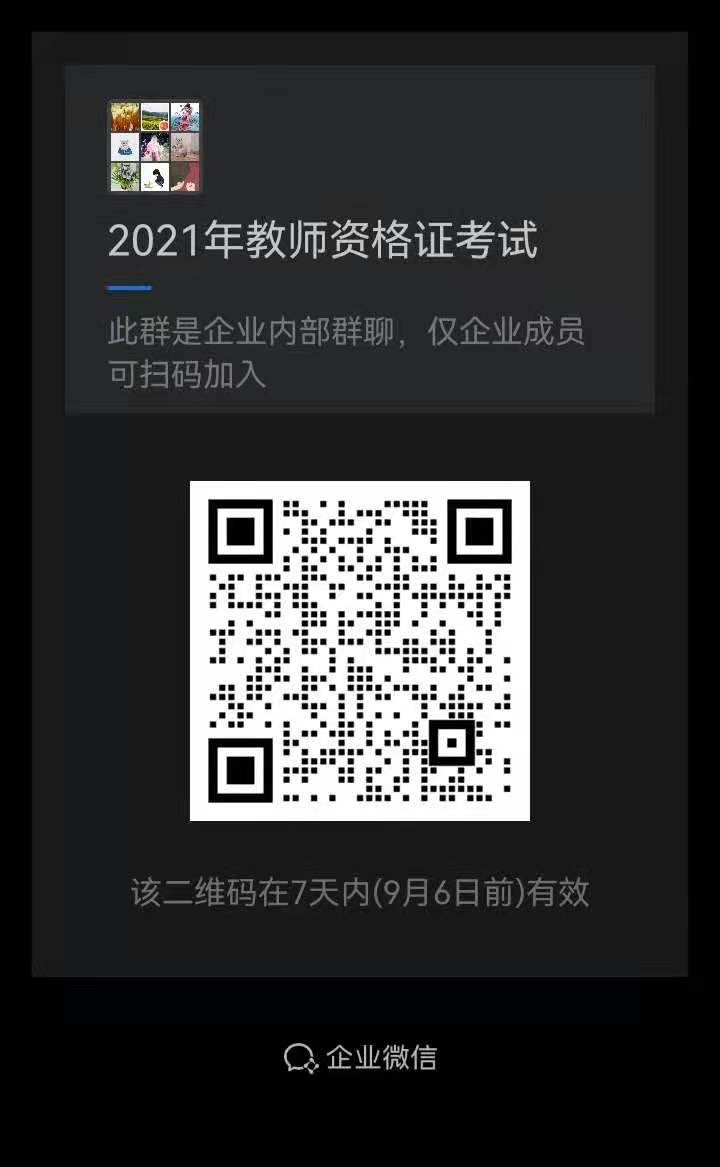 2021年教师资格证考试
此群是企业内部群聊，仅企业成员
可扫码加入
该二维码在7天内(9月6日前)有效
企业微信